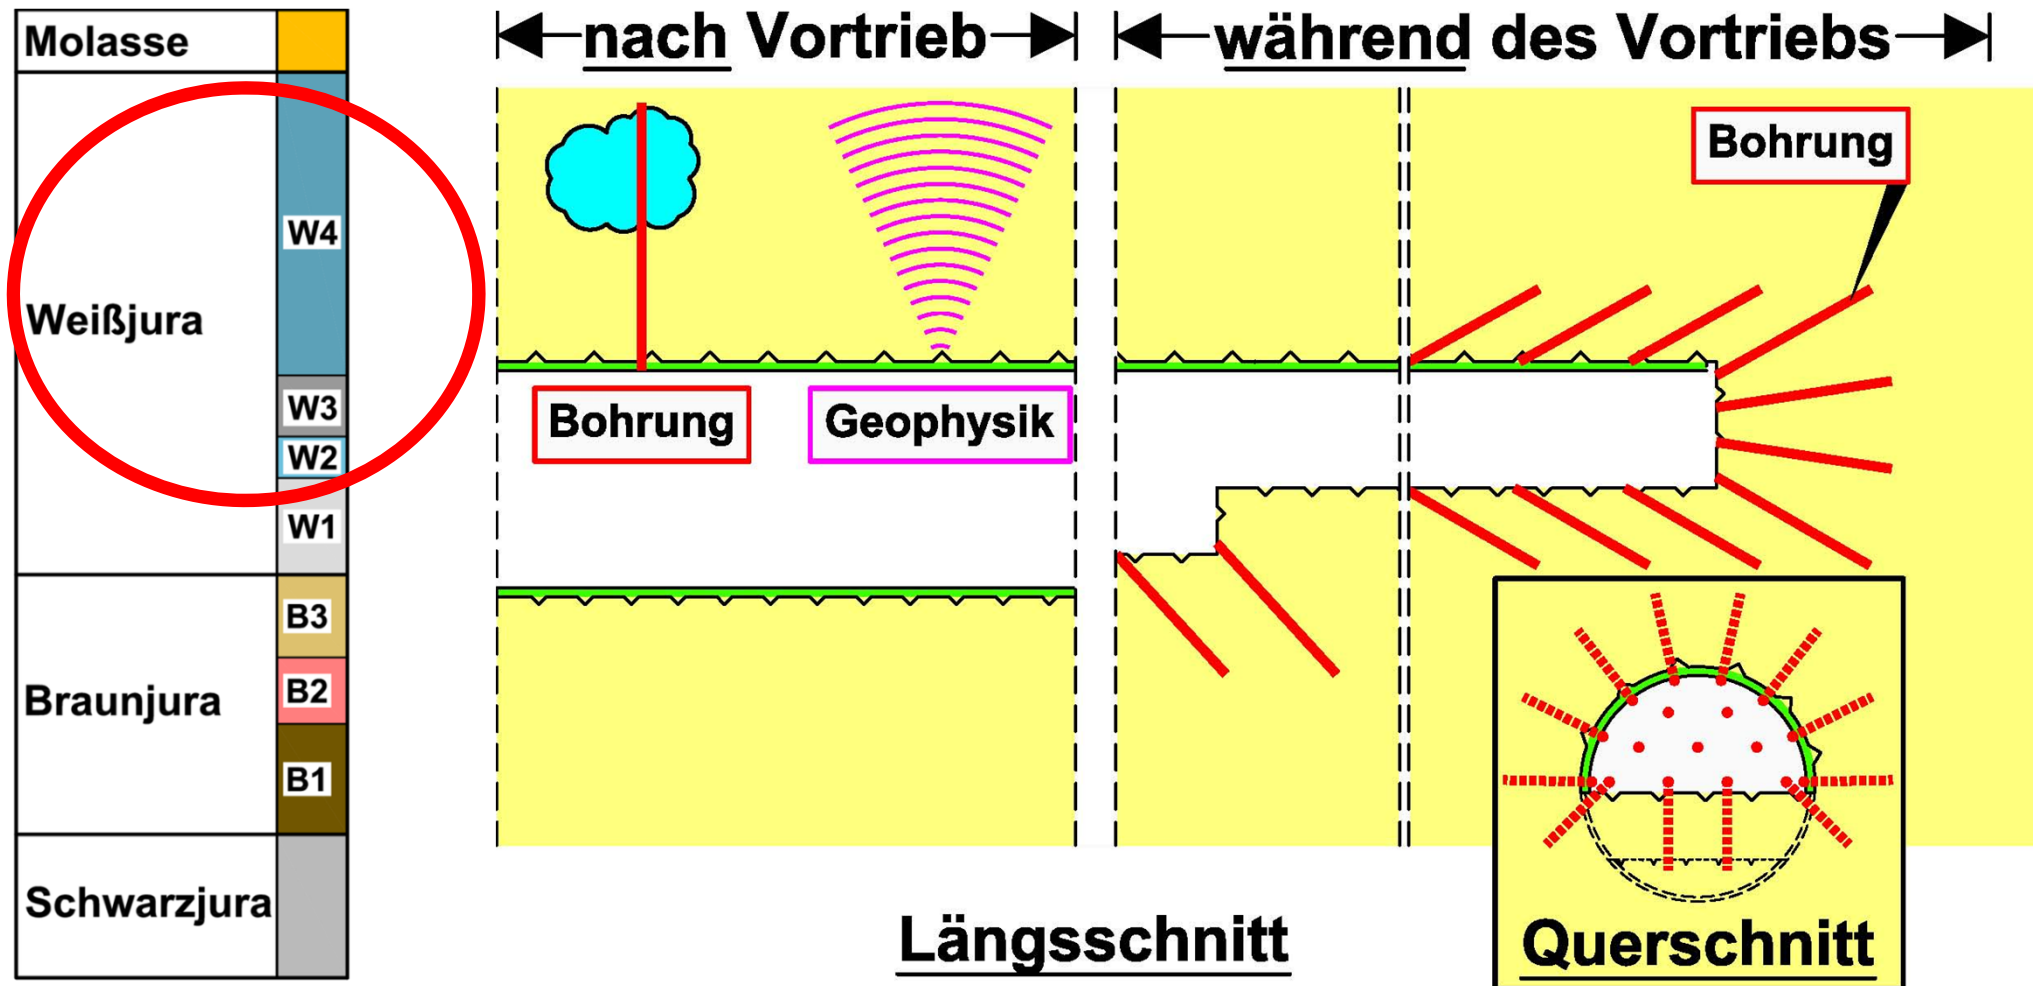 Molasse
Weißjura
W4
W3
W2
W1
Braunjura
B3
B2
B1
Schwarzjura
nach Vortrieb
während des Vortriebs
Bohrung
Geophysik
Bohrung
Längsschnitt
Querschnitt